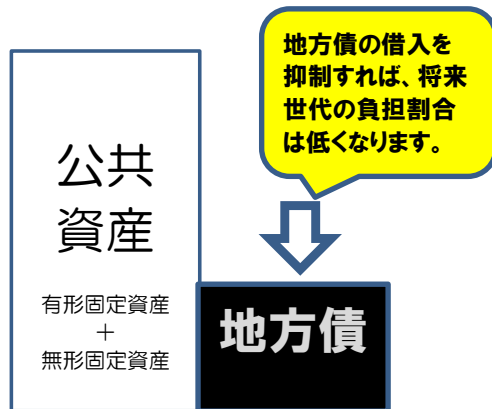 地方債の借入を
抑制すれば、将来
世代の負担割合
は低くなります。
公共
資産
有形固定資産
+
無形固定資産
地方債